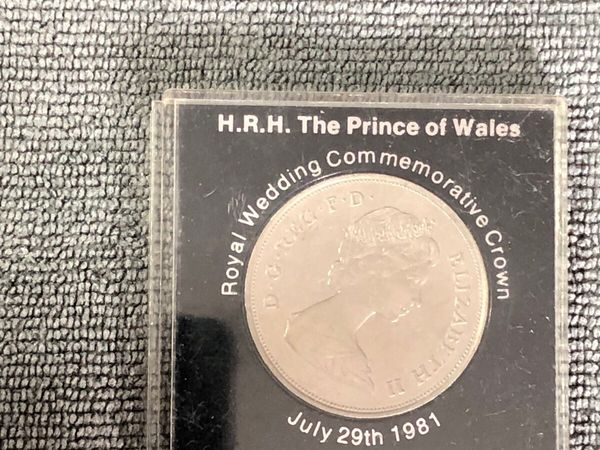 H.R.H. The Prince of Wales
Royal Wedding Commemorative Crown
D·G·REG·F·D· ELIZABETH II
July 29th 1981